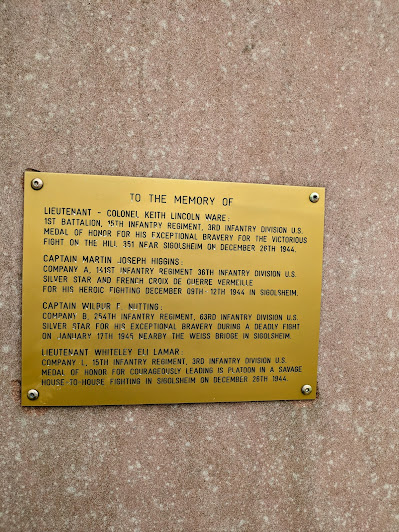 TO THE MEMORY OF
LIEUTENANT - COLONEL KEITH LINCOLN WARE:
1ST BATTALION, 15TH INFANTRY REGIMENT, 3RD INFANTRY DIVISION U.S.
MEDAL OF HONOR FOR HIS EXCEPTIONAL BRAVERY FOR THE VICTORIOUS
FIGHT ON THE HILL 351 NEAR SIGOLSHEIM ON DECEMBER 26TH 1944.
CAPTAIN MARTIN JOSEPH HIGGINS:
COMPANY A, 141ST INFANTRY REGIMENT 36TH INFANTRY DIVISION U.S.
SILVER STAR AND FRENCH CROIX DE GUERRE VERMEILLE
FOR HIS HEROIC FIGHTING DECEMBER 09TH- 12TH 1944 IN SIGOLSHEIM.
CAPTAIN WILBUR F. NUTTING:
COMPANY B, 254TH INFANTRY REGIMENT, 63RD INFANTRY DIVISION U.S.
SILVER STAR FOR HIS EXCEPTIONAL BRAVERY DURING A DEADLY FIGHT
ON JANUARY 17TH 1945 NEARBY THE WEISS BRIDGE IN SIGOLSHEIM.
LIEUTENANT WHITELEY ELI LAMAR:
COMPANY L, 15TH INFANTRY REGIMENT, 3RD INFANTRY DIVISION U.S.
MEDAL OF HONOR FOR COURAGEOUSLY LEADING IS PLATOON IN A SAVAGE
HOUSE-TO-HOUSE FIGHTING IN SIGOLSHEIM ON DECEMBER 26TH 1944.